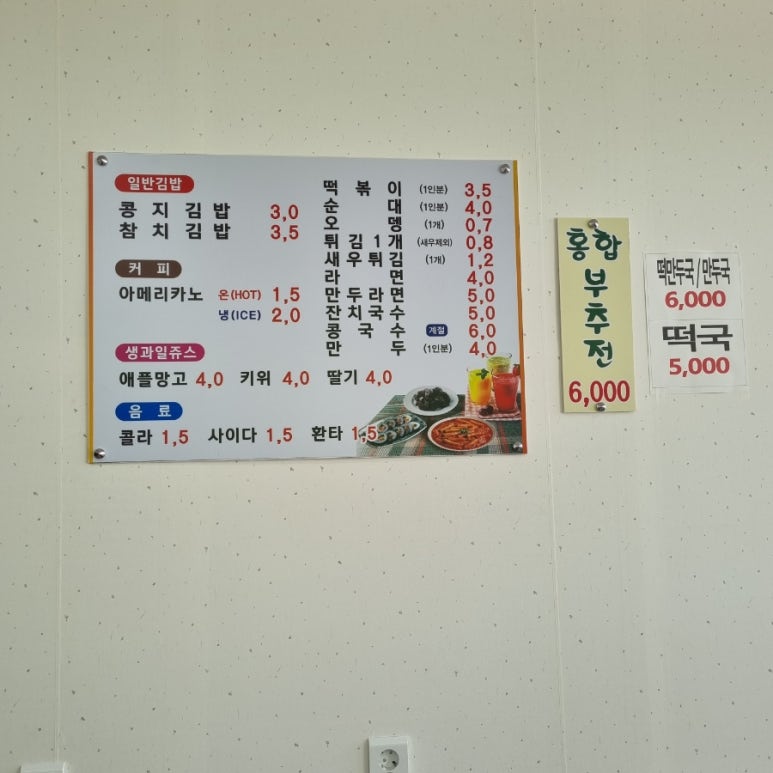 일반김밥
콩지김밥 3,0
참치김밥 3,5
커피
아메리카노 온(HOT) 1,5
냉(ICE) 2,0
생과일쥬스
애플망고 4,0 키위 4,0 딸기 4,0
음료
콜라 1,5 사이다 1,5 환타 1,5
떡볶이 (1인분) 3,5
순대 (1인분) 4,0
오뎅 (1개) 0,7
튀김1개 (새우제외) 0,8
새우튀김 (1개) 1,2
라면 4,0
만두라면 5,0
잔치국수 5,0
콩국수 계절 6,0
만두 (1인분) 4,0
홍합
부추전
6,000
떡만두국/만두국
6,000
떡국
5,000